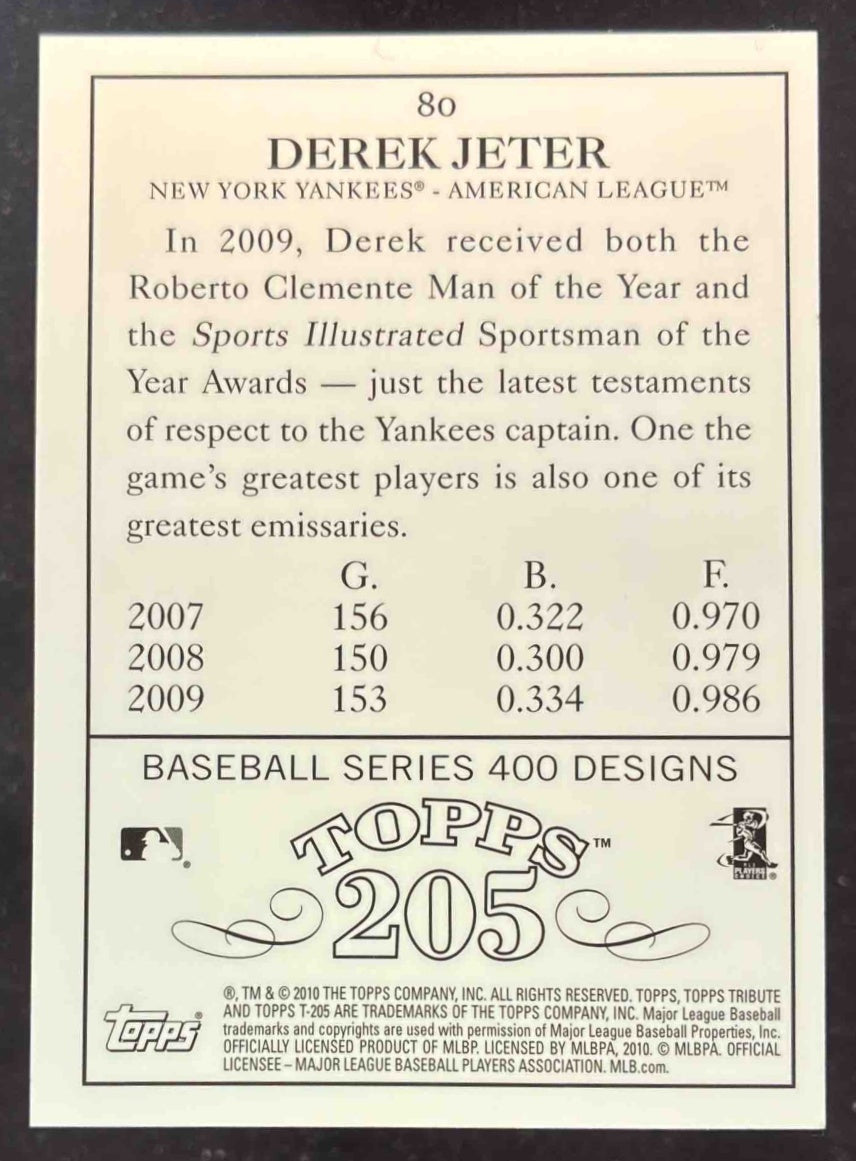 80
DEREK JETER
NEW YORK YANKEES® - AMERICAN LEAGUE™
In 2009, Derek received both the
Roberto Clemente Man of the Year and
the Sports Illustrated Sportsman of the
Year Awards — just the latest testaments
of respect to the Yankees captain. One the
game's greatest players is also one of its
greatest emissaries.
G. B. F.
2007 156 0.322 0.970
2008 150 0.300 0.979
2009 153 0.334 0.986
BASEBALL SERIES 400 DESIGNS
TOPPS™
205
®
PLAYERS
CHOICE®
Topps®
®, TM & © 2010 THE TOPPS COMPANY, INC. ALL RIGHTS RESERVED. TOPPS, TOPPS TRIBUTE
AND TOPPS T-205 ARE TRADEMARKS OF THE TOPPS COMPANY, INC. Major League Baseball
trademarks and copyrights are used with permission of Major League Baseball Properties, Inc.
OFFICIALLY LICENSED PRODUCT OF MLBP. LICENSED BY MLBPA, 2010. © MLBPA. OFFICIAL
LICENSEE – MAJOR LEAGUE BASEBALL PLAYERS ASSOCIATION. MLB.com.